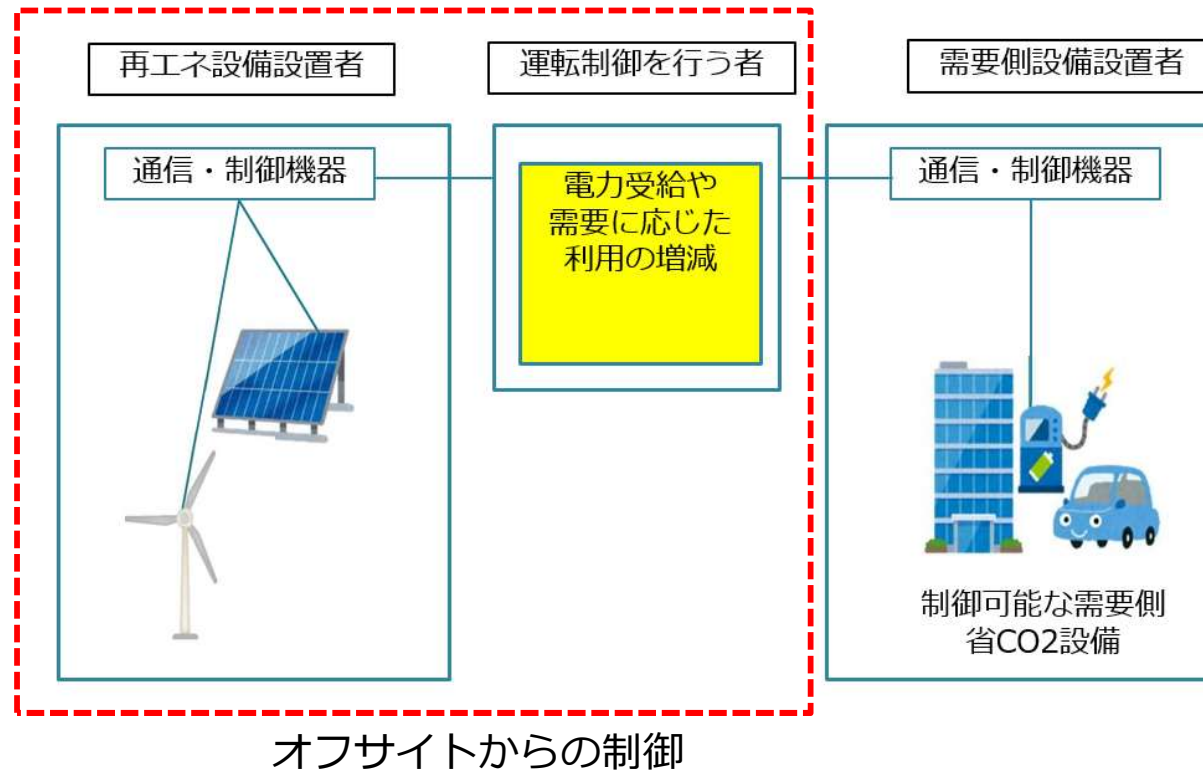 再エネ設備設置者
運転制御を行う者
需要側設備設置者
通信・制御機器
電力受給や
需要に応じた
利用の増減
通信・制御機器
制御可能な需要側
省CO2設備
オフサイトからの制御